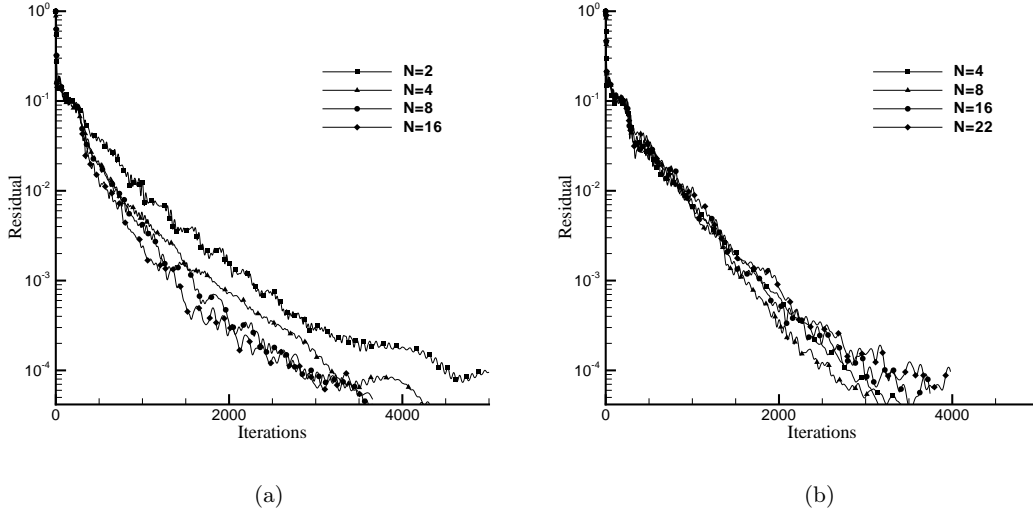 10^0
10^-1
10^-2
10^-3
10^-4
Residual
0
2000
4000
Iterations
N=2
N=4
N=8
N=16
(a)
10^0
10^-1
10^-2
10^-3
10^-4
Residual
0
2000
4000
Iterations
N=4
N=8
N=16
N=22
(b)